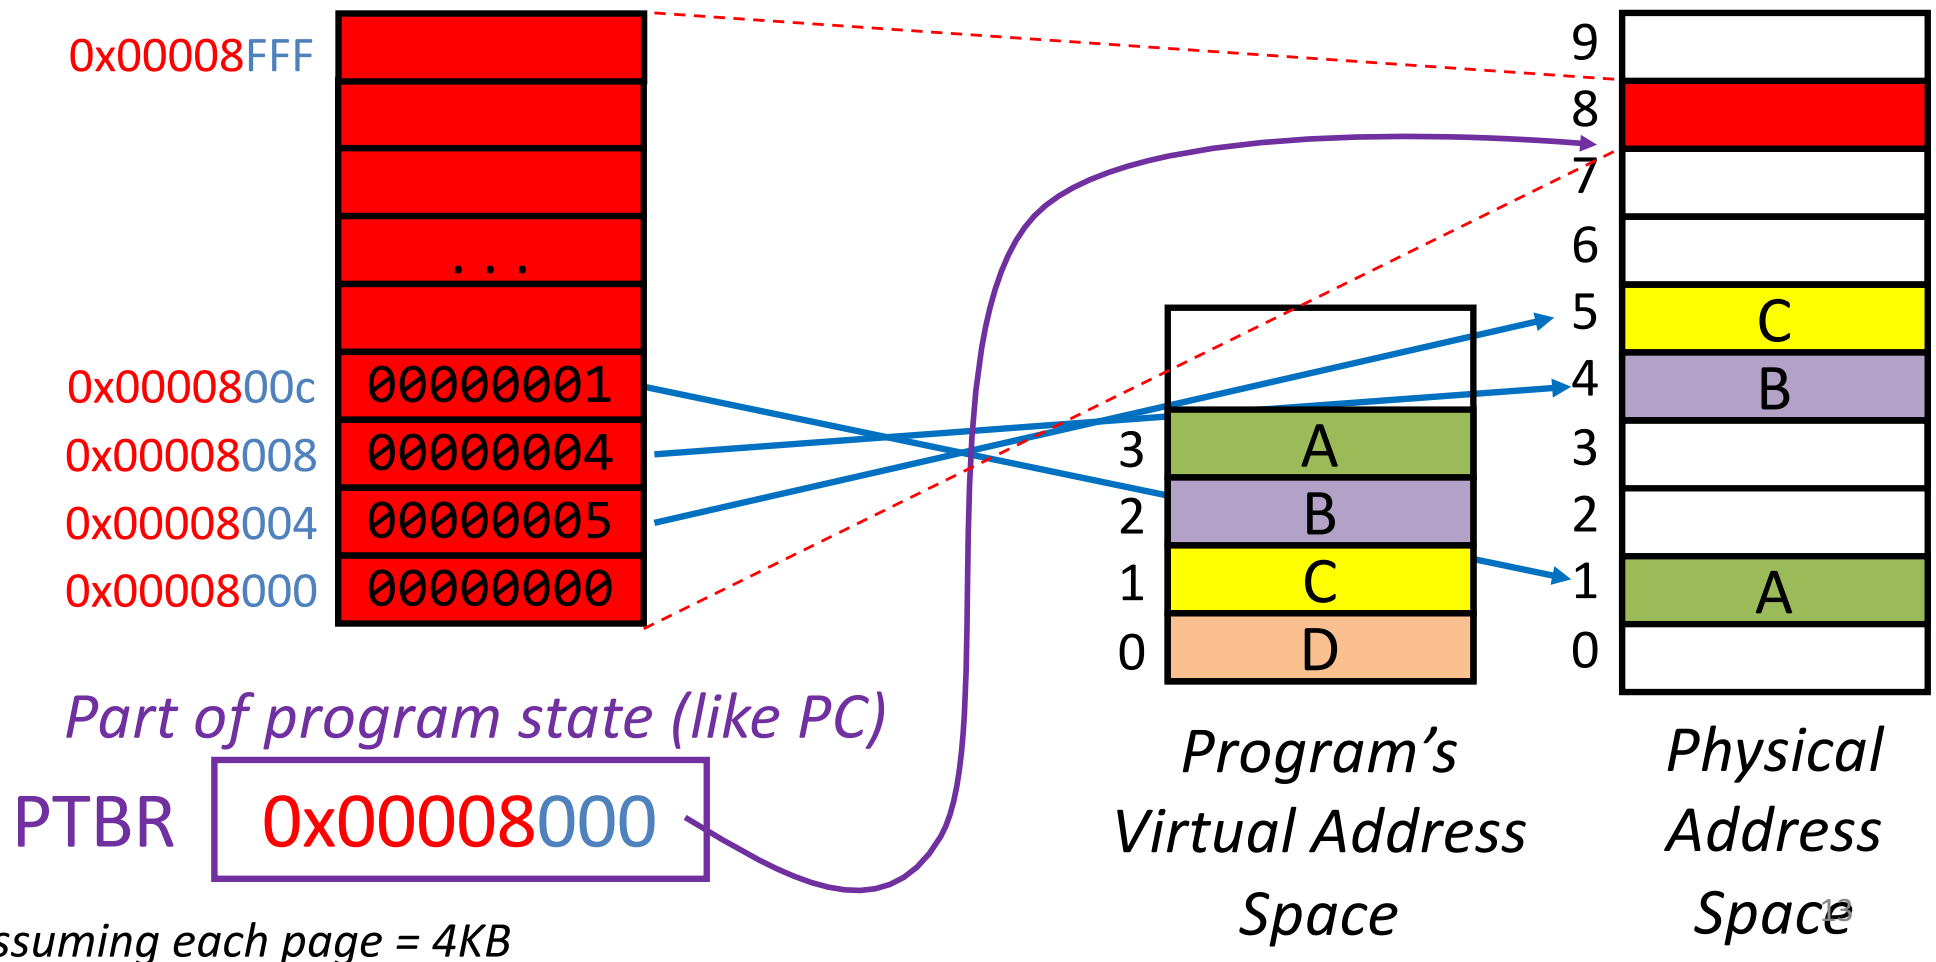 0x00008FFF
. . .
0x0000800c 00000001
0x00008008 00000004
0x00008004 00000005
0x00008000 00000000
Part of program state (like PC)
PTBR 0x00008000
ssuming each page = 4KB
3 A
2 B
1 C
0 D
Program's
Virtual Address
Space
9
8
7
6
5 C
4 B
3
2
1 A
0
Physical
Address
Space
13